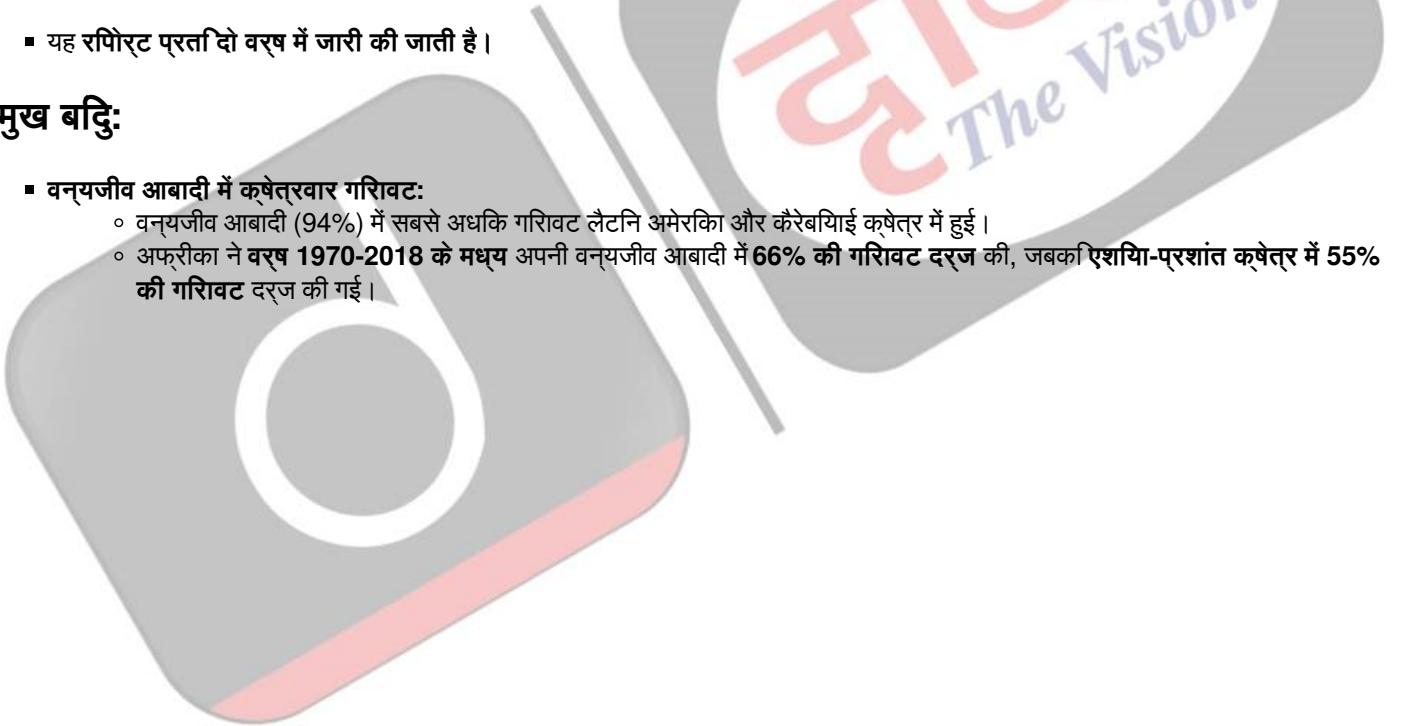 ▪ यह रिपोर्ट प्रति दो वर्ष में जारी की जाती है।
मुख बिंदु:
▪ वन्यजीव आबादी में क्षेत्रवार गिरावट:
○ वन्यजीव आबादी (94%) में सबसे अधिक गिरावट लैटिन अमेरिका और कैरेबियाई क्षेत्र में हुई।
○ अफ्रीका ने वर्ष 1970-2018 के मध्य अपनी वन्यजीव आबादी में 66% की गिरावट दर्ज की, जबकि एशिया-प्रशांत क्षेत्र में 55%
की गिरावट दर्ज की गई।
The Vision